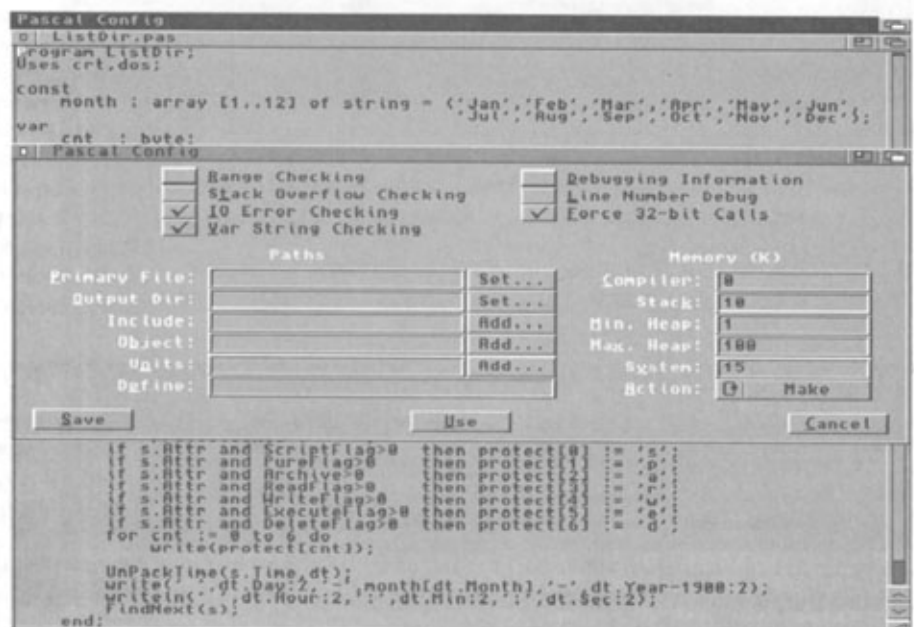 Pascal Config
ListDir.pas
Program ListDir;
Uses crt,dos;
const
month : array [1..12] of string = ('Jan','Feb','Mar','Apr','May','Jun',
'Jul','Aug','Sep','Oct','Nov','Dec');
var
cnt : byte;
Pascal Config
Range Checking
Stack Overflow Checking
IO Error Checking
Var String Checking
Debugging Information
Line Number Debug
Force 32-bit Calls
Paths
Primary File: Set...
Output Dir: Set...
Include: Add...
Object: Add...
Units: Add...
Define:
Memory (K)
Compiler: 0
Stack: 10
Min. Heap: 1
Max. Heap: 100
System: 15
Action: Make
Save Use Cancel
if s.Attr and ScriptFlag>0 then protect[0] := 's';
if s.Attr and PureFlag>0 then protect[1] := 'p';
if s.Attr and Archive>0 then protect[2] := 'a';
if s.Attr and ReadFlag>0 then protect[3] := 'r';
if s.Attr and WriteFlag>0 then protect[4] := 'w';
if s.Attr and ExecuteFlag>0 then protect[5] := 'e';
if s.Attr and DeleteFlag>0 then protect[6] := 'd';
for cnt := 0 to 6 do
write(protect[cnt]);
UnPackTime(s.Time,dt);
write(' ',dt.Day:2,'-',month[dt.Month],'-',dt.Year-1900:2);
writeln(' ',dt.Hour:2,':',dt.Min:2,':',dt.Sec:2);
FindNext(s);
end;